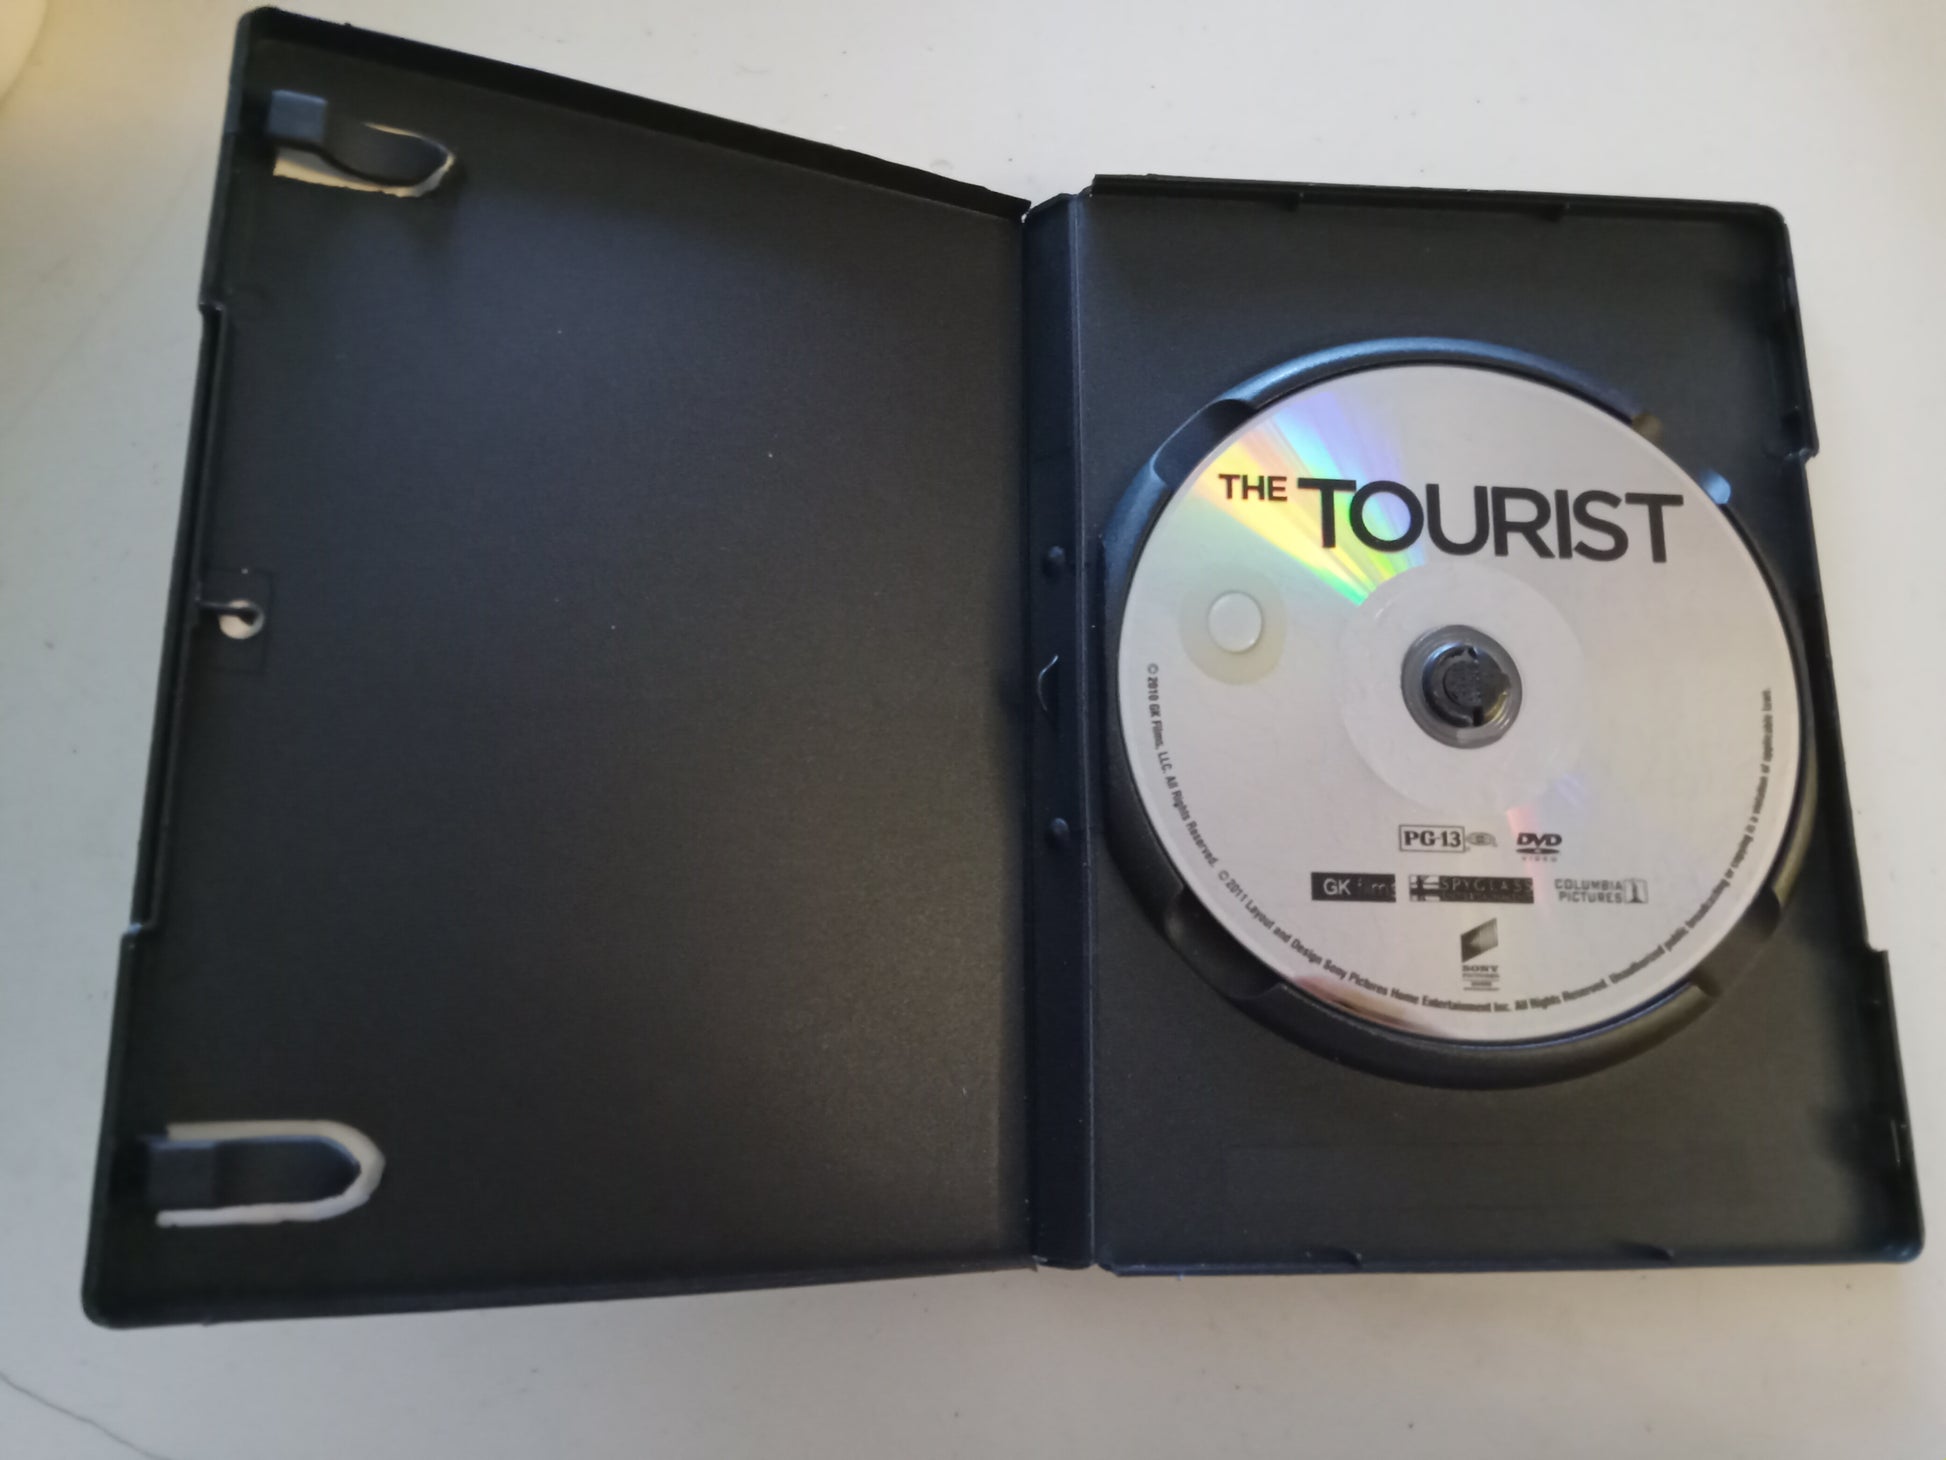 THE TOURIST
© 2010 GK Films, LLC. All Rights Reserved. © 2011 Layout and Design Sony Pictures Home Entertainment Inc. All Rights Reserved. Unauthorized public broadcasting or copying is a violation of applicable laws.
PG-13
DVD
VIDEO
GK films
SPYGLASS
COLUMBIA
PICTURES
SONY
PICTURES